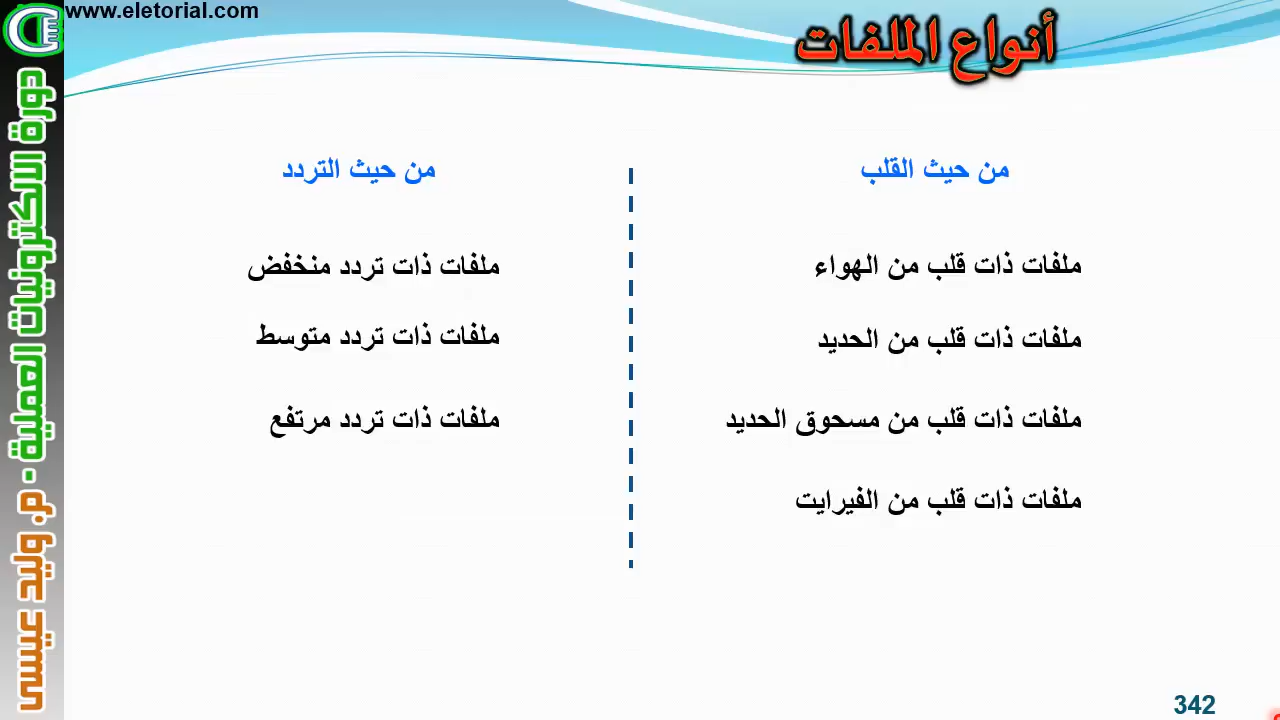 www.eletorial.com
أنواع الملفات
من حيث القلب
ملفات ذات قلب من الهواء
ملفات ذات قلب من الحديد
ملفات ذات قلب من مسحوق الحديد
ملفات ذات قلب من الفيرايت
من حيث التردد
ملفات ذات تردد منخفض
ملفات ذات تردد متوسط
ملفات ذات تردد مرتفع
دورة الالكترونيات العملية - م. وليد عيسى
342